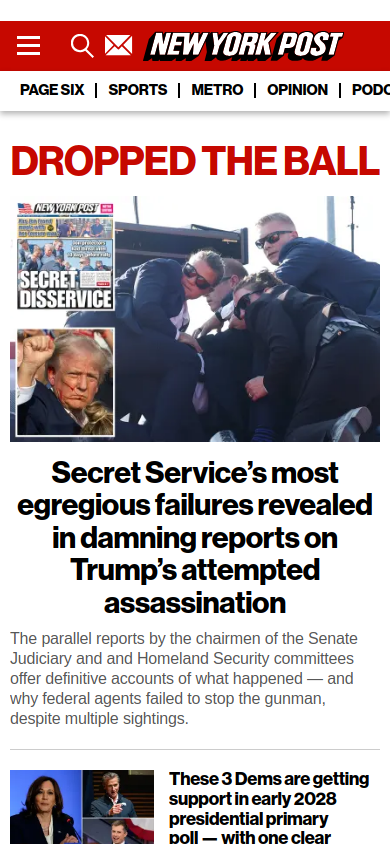 NEW YORK POST
PAGE SIX
SPORTS
METRO
OPINION
PODC
DROPPED THE BALL
NEW YORK POST
SECRET
DISSERVICE
Secret Service’s most
egregious failures revealed
in damning reports on
Trump’s attempted
assassination
The parallel reports by the chairmen of the Senate
Judiciary and and Homeland Security committees
offer definitive accounts of what happened — and
why federal agents failed to stop the gunman,
despite multiple sightings.
These 3 Dems are getting
support in early 2028
presidential primary
poll — with one clear